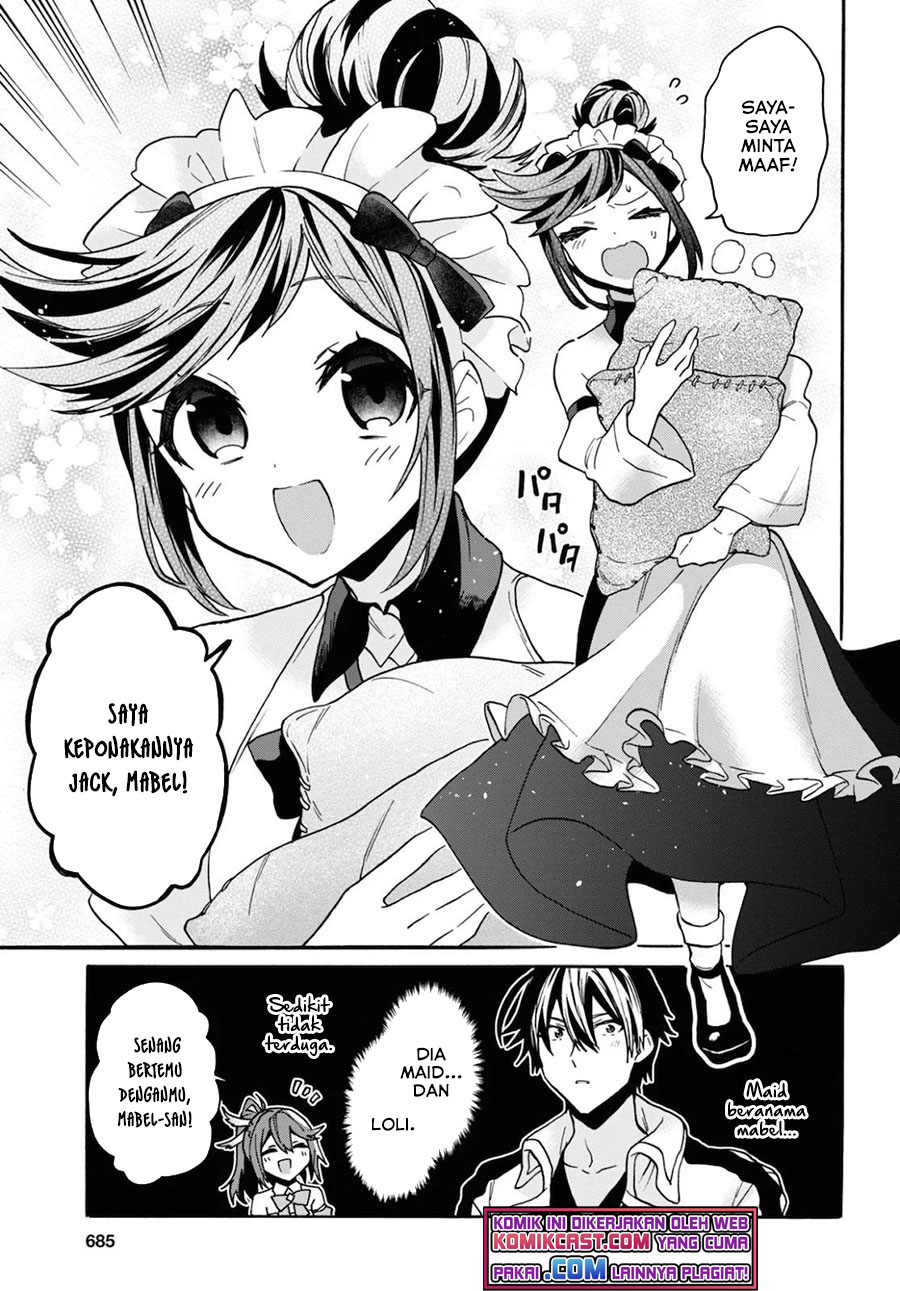 SAYA-
SAYA
MINTA
MAAF!
パタ
パタ
SAYA
KEPONAKANNYA
JACK, MABEL!
Maid
beranama
mabel...
DIA
MAID...
DAN
LOLI.
Sedikit
tidak
terduga.
SENANG
BERTEMU
DENGANMU,
MABEL-SAN!
685
KOMIK INI DIKERJAKAN OLEH WEB
KOMIKCAST.COM YANG CUMA
PAKAI .COM LAINNYA PLAGIAT!